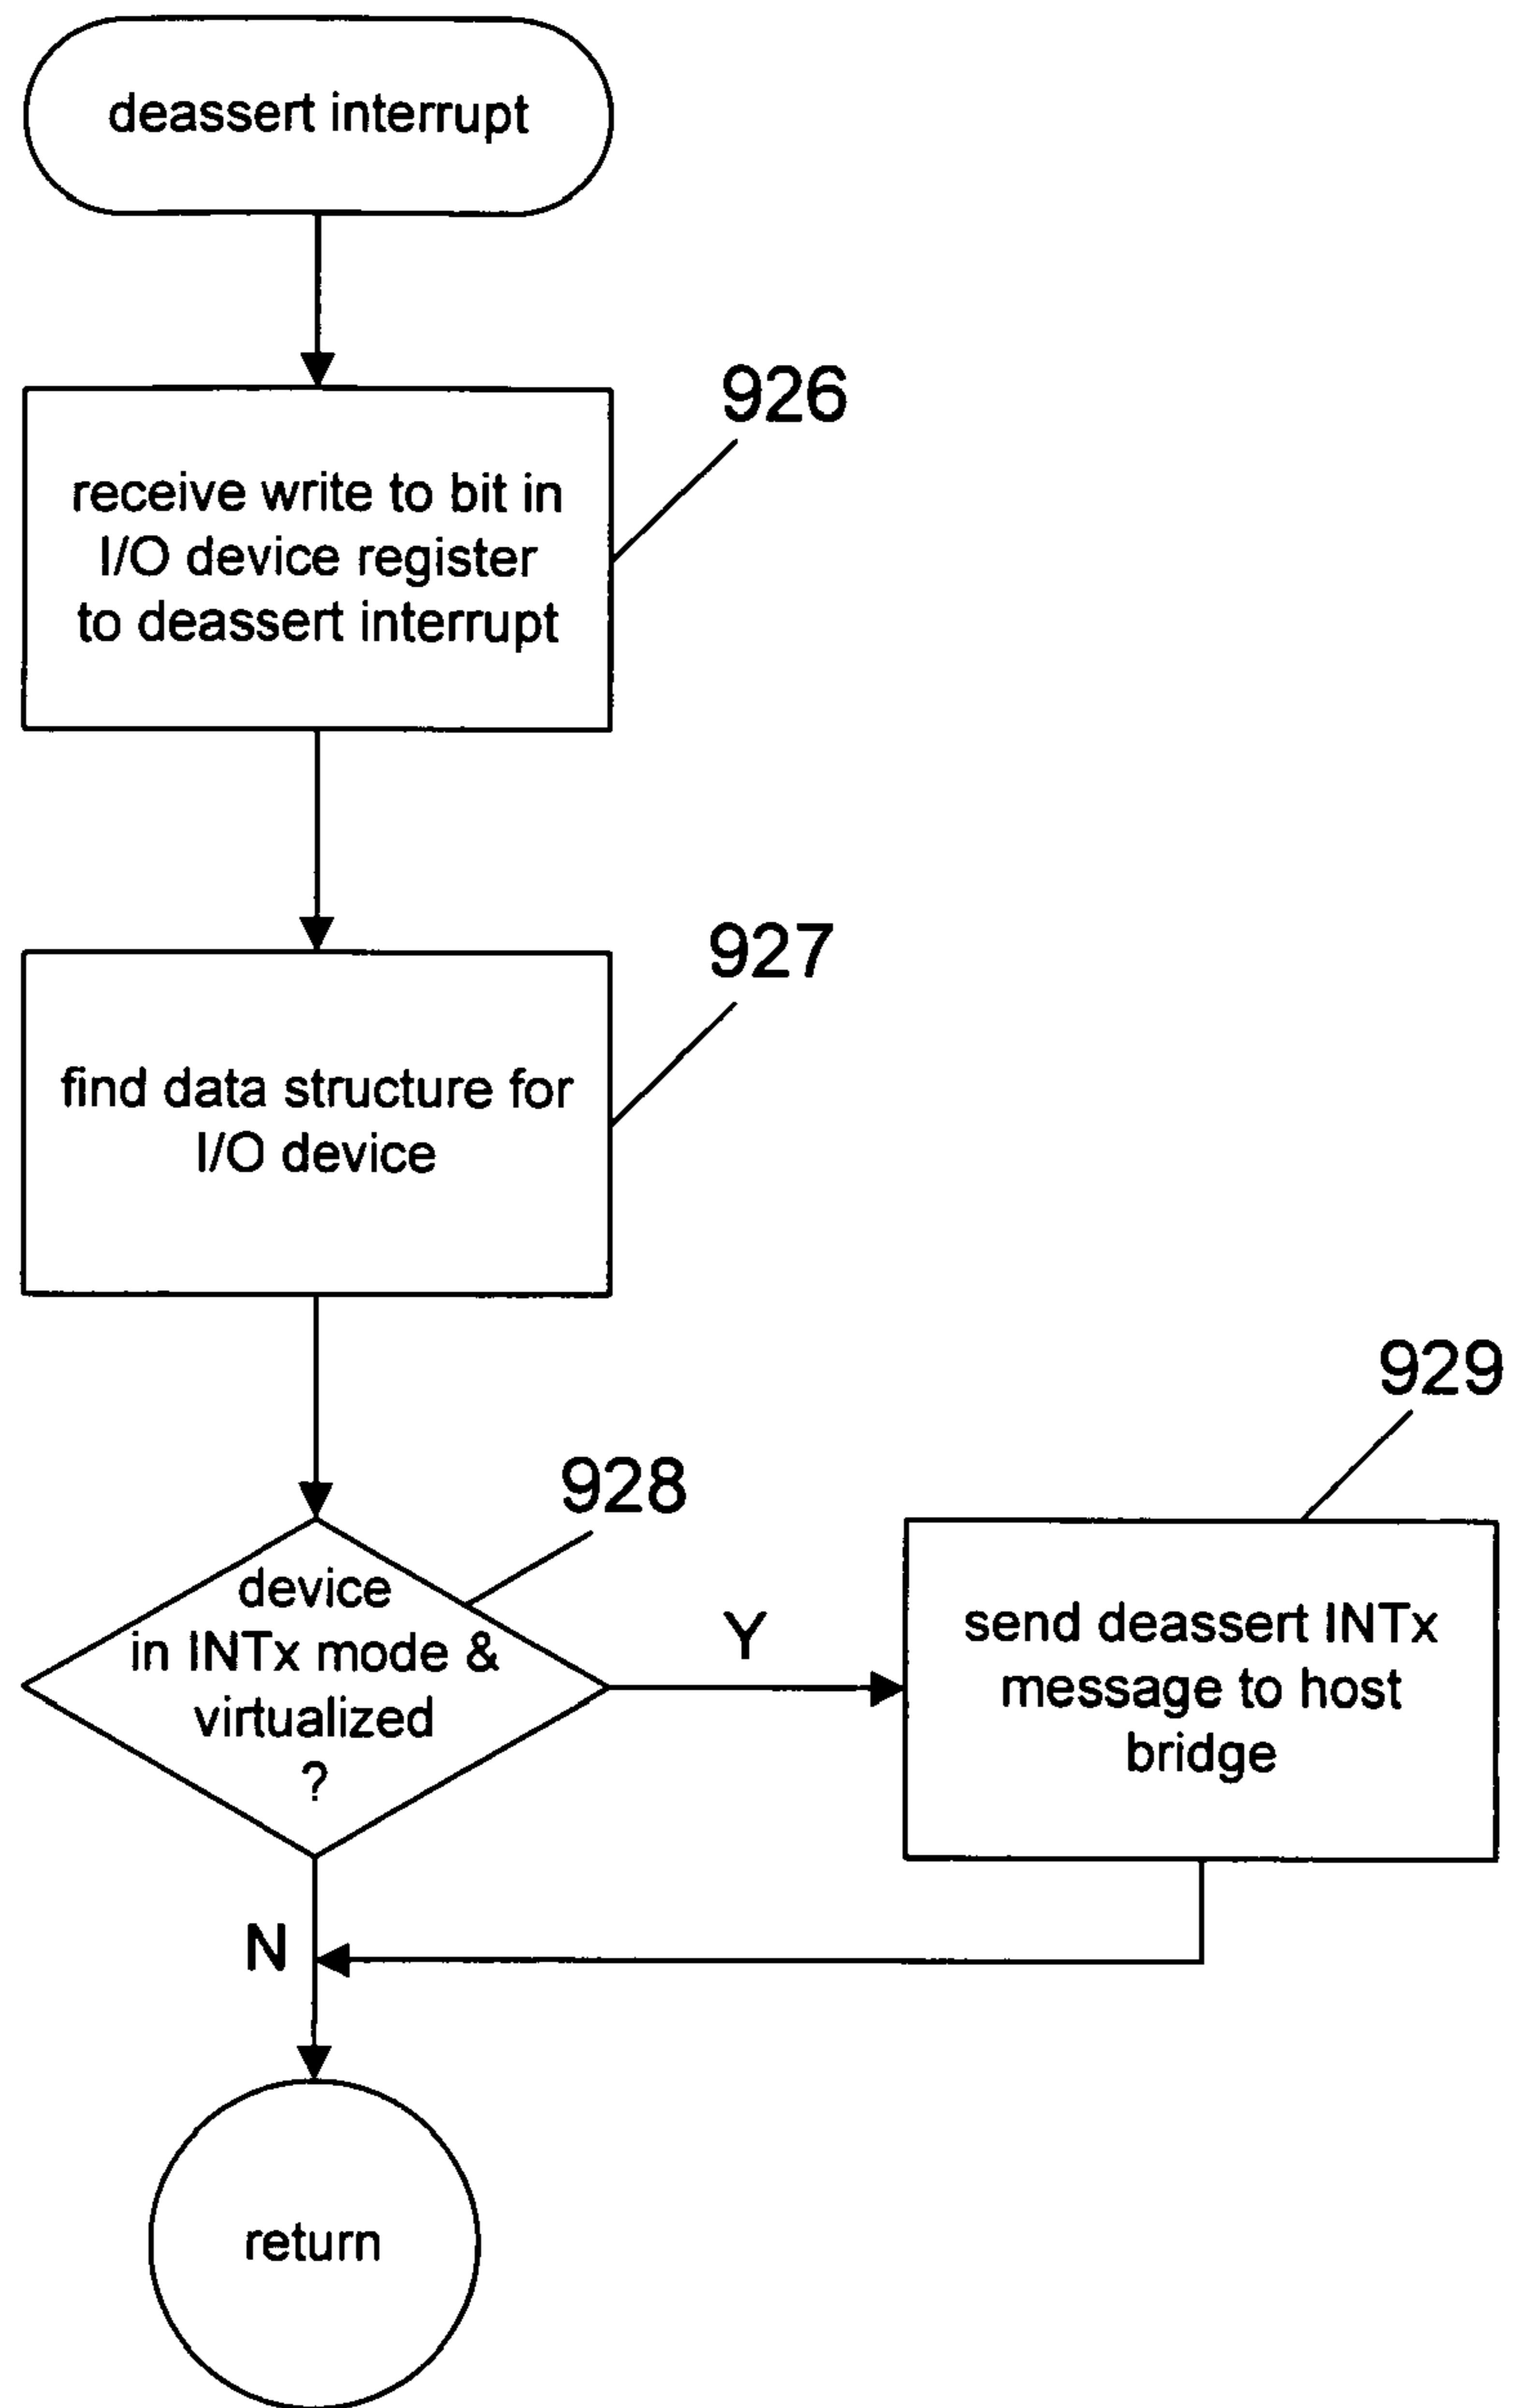 deassert interrupt
926
receive write to bit in
I/O device register
to deassert interrupt
927
find data structure for
I/O device
928
device
in INTx mode &
virtualized
?
Y
929
send deassert INTx
message to host
bridge
N
return